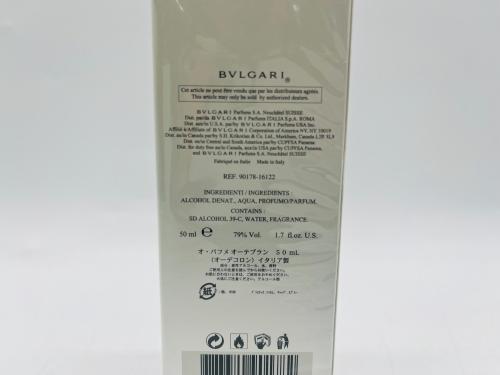 BVLGARI®
Cet article ne peut être vendu que par les distributeurs agréés.
This article may only be sold by authorized dealers.
BVLGARI Parfums S.A. Neuchâtel SUISSE
Dist. par/da BVLGARI Parfums ITALIA S.p.A. ROMA
Dist. aux/in U.S.A. par/by BVLGARI Parfums USA Inc.
Affilié à/Affiliate of BVLGARI Corporation of America NY, NY 10019
Dist. au/in Canada par/by S.H. Krikorian & Co. Ltd., Markham, Canada L3R
Dist. en/in Central and South America par/by CUPFSA Panama
Dist. for duty free au/in Canada, aux/in USA par/by CUPFSA Panama,
and BVLGARI Parfums S.A. Neuchâtel SUISSE
Fabriqué en Italie Made in Italy
REF. 90178-16122
INGREDIENTI / INGREDIENTS :
ALCOHOL DENAT., AQUA, PROFUMO/PARFUM.
CONTAINS :
SD ALCOHOL 39-C, WATER, FRAGRANCE.
50 ml ℮ 79% Vol. 1.7 fl.oz. U.S.
オ・パフメ オーテブラン 50mL
(オーデコロン) イタリア製
紙